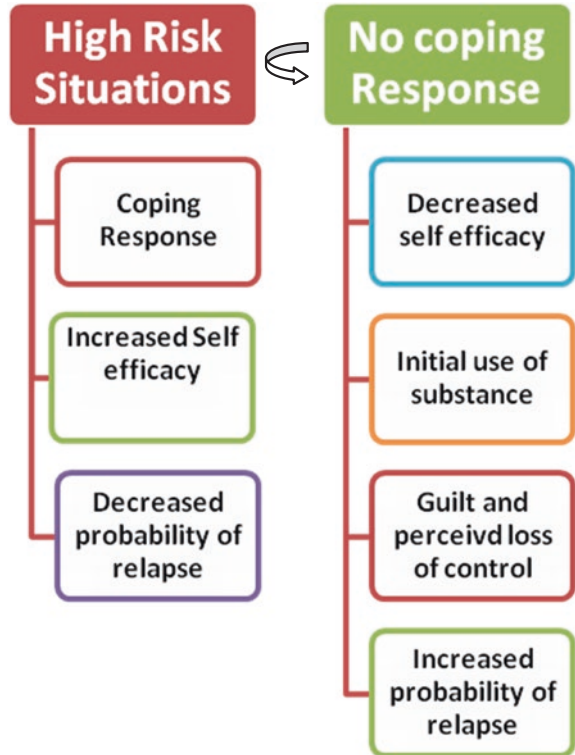 High Risk
Situations
Coping
Response
Increased Self
efficacy
Decreased
probability of
relapse
No coping
Response
Decreased
self efficacy
Initial use of
substance
Guilt and
perceivd loss
of control
Increased
probability of
relapse